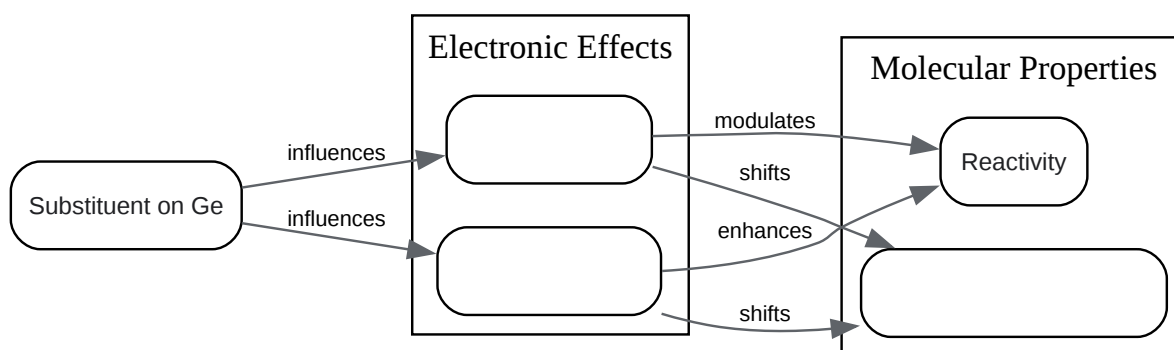 Electronic Effects
Molecular Properties
modulates
influences
Reactivity
shifts
Substituent on Ge
influences
enhances
shifts